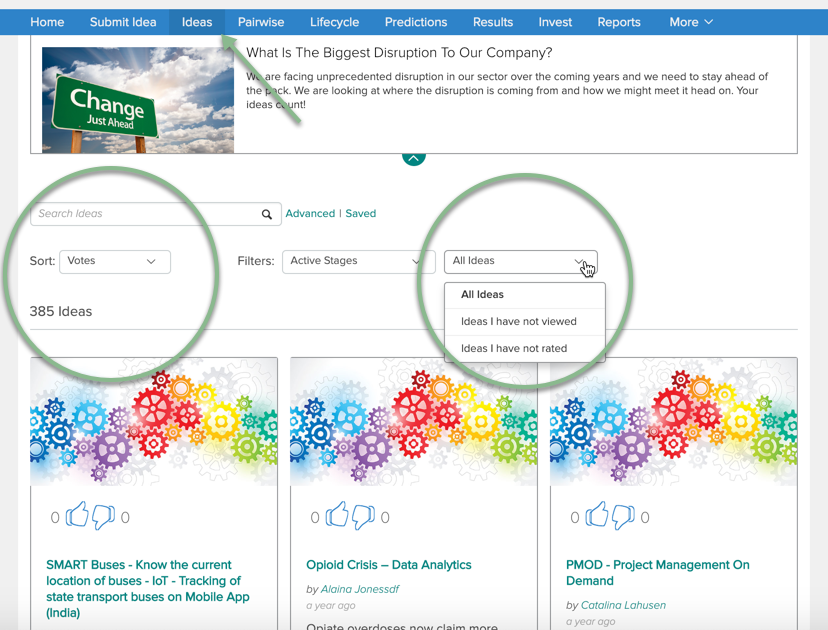 Home Submit Idea Ideas Pairwise Lifecycle Predictions Results Invest Reports More
What Is The Biggest Disruption To Our Company?
We are facing unprecedented disruption in our sector over the coming years and we need to stay ahead of
the pack. We are looking at where the disruption is coming from and how we might meet it head on. Your
ideas count!
Change
Just Ahead
Search Ideas
Advanced | Saved
Sort: Votes
Filters: Active Stages All Ideas
All Ideas
Ideas I have not viewed
Ideas I have not rated
385 Ideas
0 0
SMART Buses - Know the current
location of buses - IoT - Tracking of
state transport buses on Mobile App
(India)
0 0
Opioid Crisis – Data Analytics
by Alaina Jonessdf
a year ago
Opiate overdoses now claim more
0 0
PMOD - Project Management On
Demand
by Catalina Lahusen
a year ago